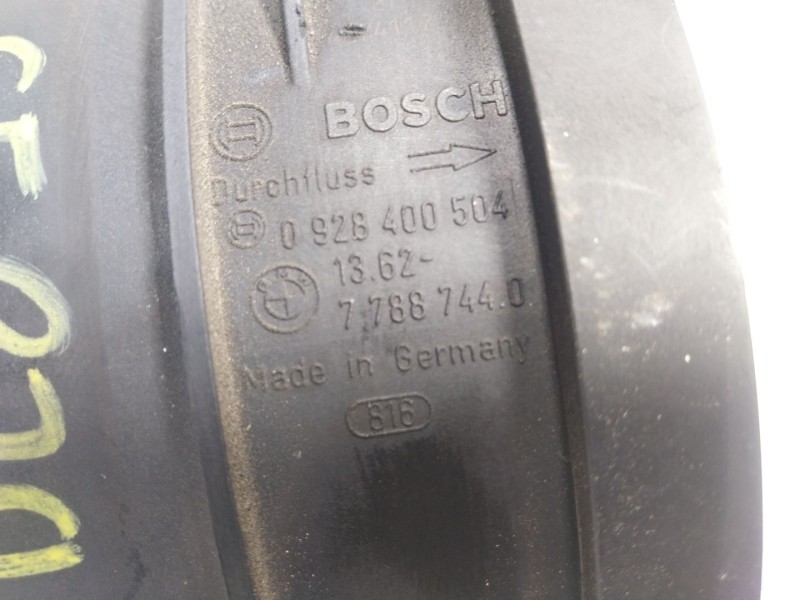 BOSCH
Durchfluss
0 928 400 504
13.62-
7 788 744.0
Made in Germany
816